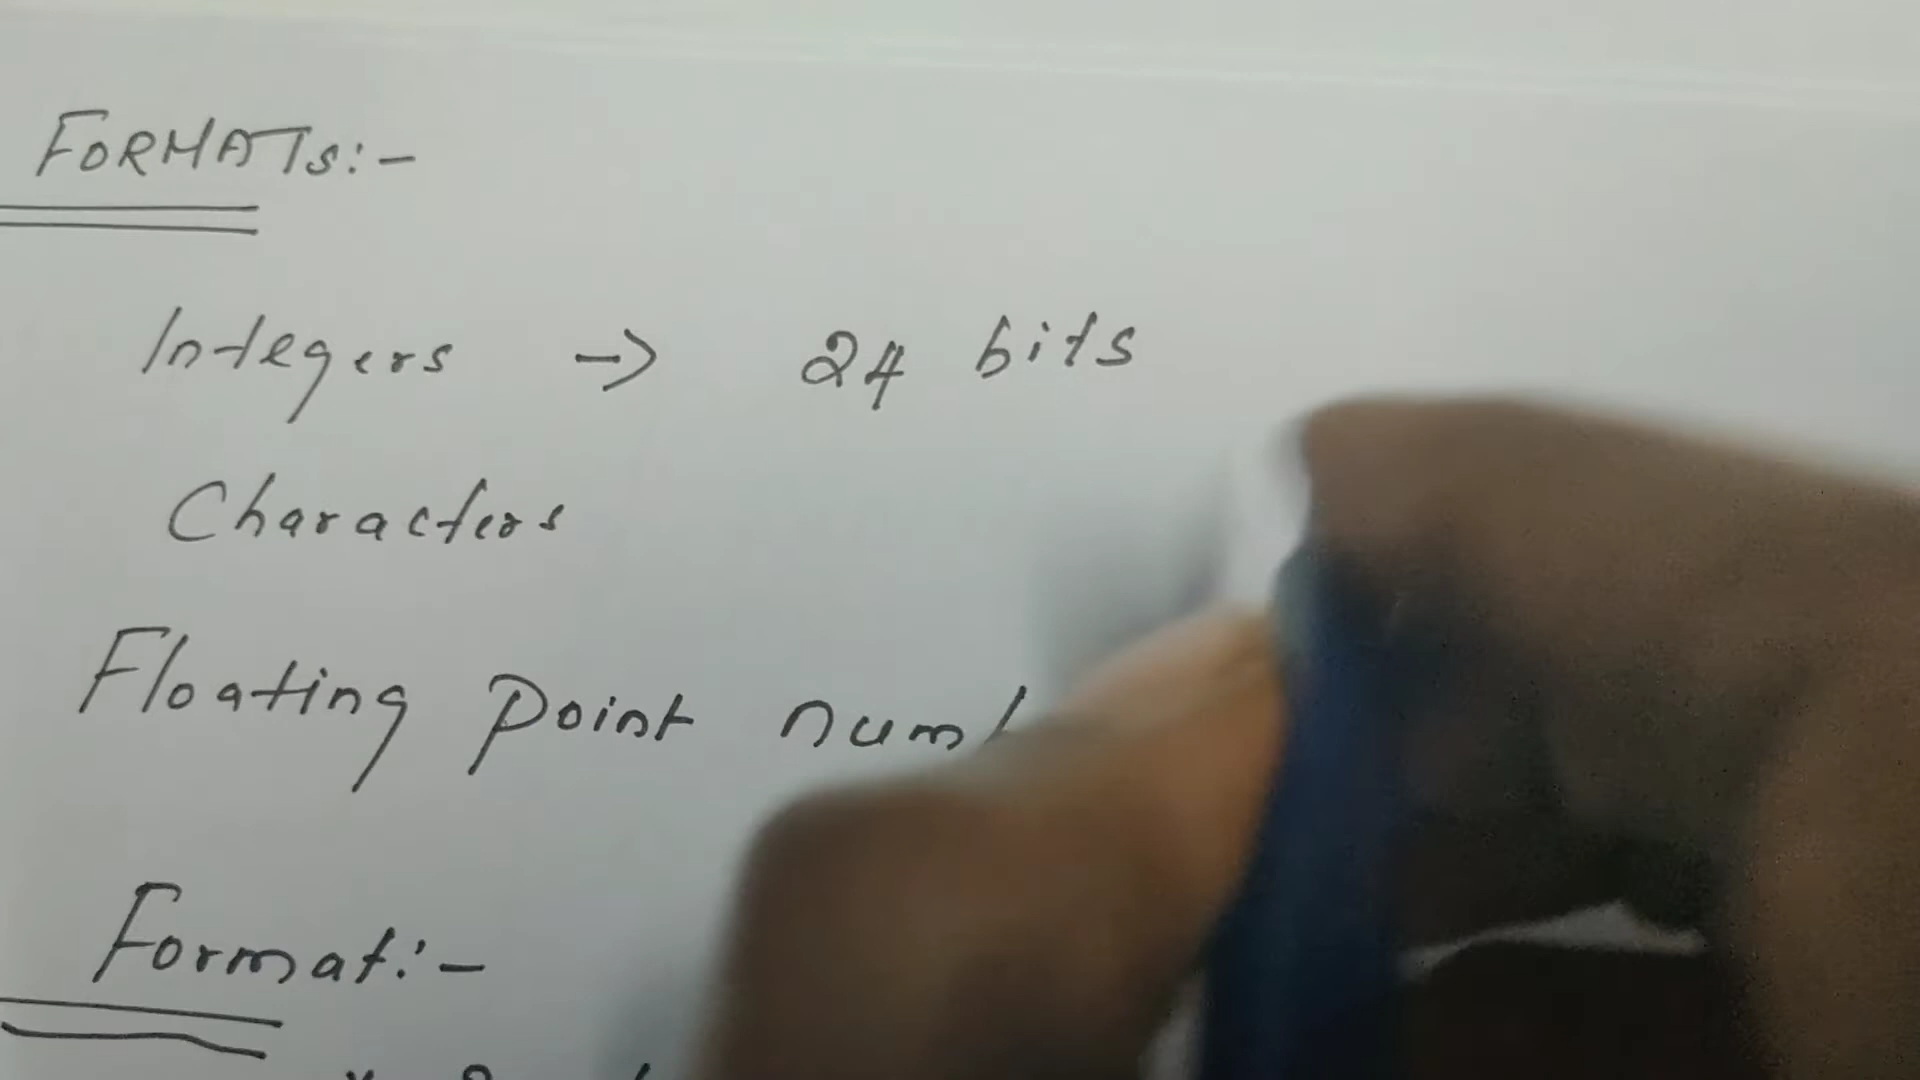 FORMATs:-
Integers -> 24 bits
Characters
Floating point
Format:-